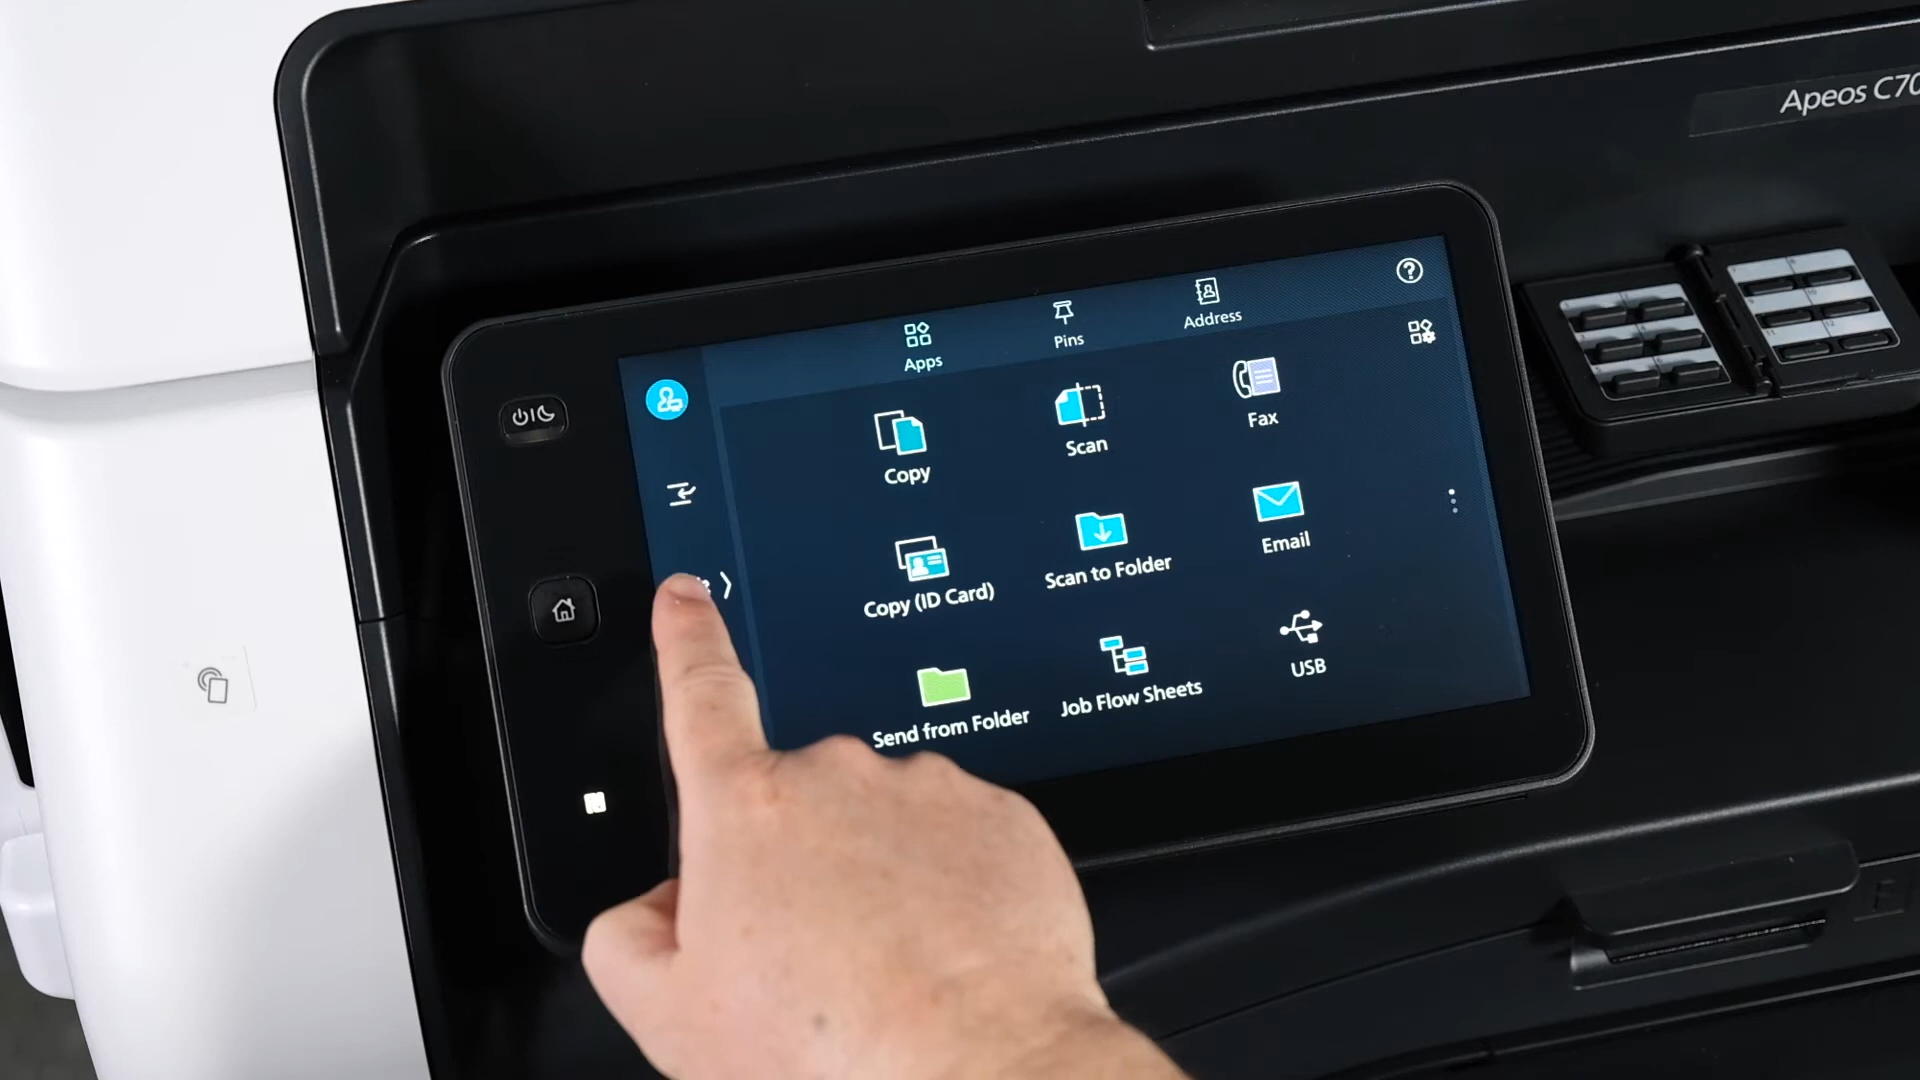 Apeos C70
Apps
Pins
Address
Copy
Scan
Fax
Copy (ID Card)
Scan to Folder
Email
Send from Folder
Job Flow Sheets
USB